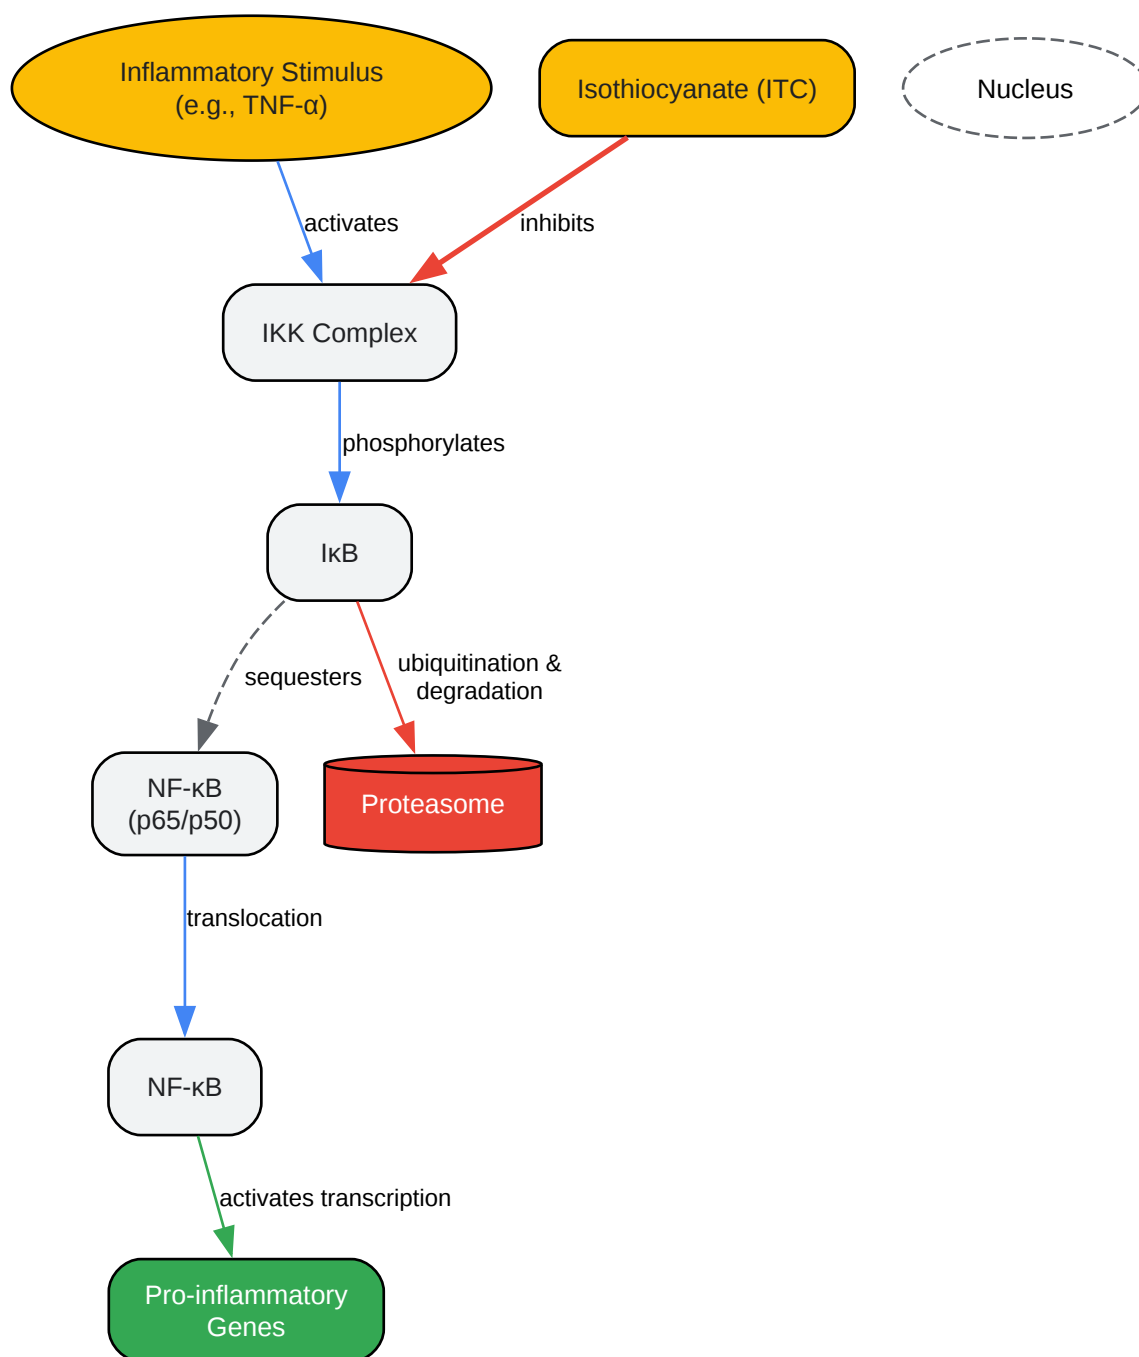 Inflammatory Stimulus
(e.g., TNF-α)
Isothiocyanate (ITC)
Nucleus
activates
inhibits
IKK Complex
phosphorylates
IκB
sequesters
ubiquitination &
degradation
NF-κB
(p65/p50)
Proteasome
translocation
NF-κB
activates transcription
Pro-inflammatory
Genes